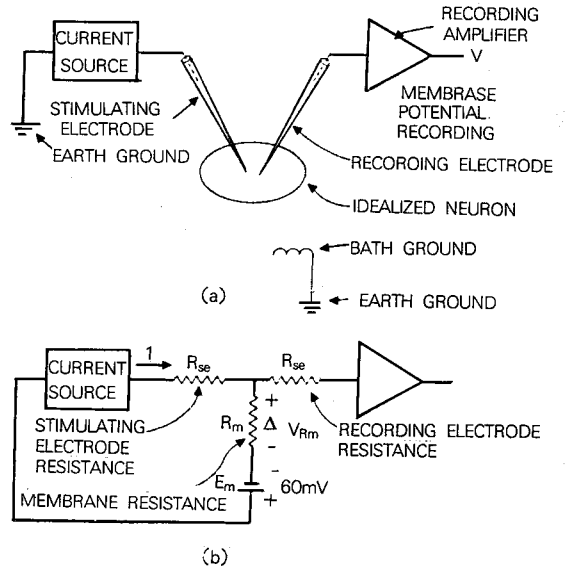 CURRENT
SOURCE
RECORDING
AMPLIFIER
V
STIMULATING
ELECTRODE
MEMBRASE
POTENTIAL
RECORDING
EARTH GROUND
RECOROING ELECTRODE
IDEALIZED NEURON
BATH GROUND
(a)
EARTH GROUND
CURRENT
SOURCE
1
Rse
Rse
STIMULATING
ELECTRODE
RESISTANCE
Rm
+
Δ VRm
-
RECORDING ELECTRODE
RESISTANCE
MEMBRANE RESISTANCE
Em
-
60mV
+
(b)